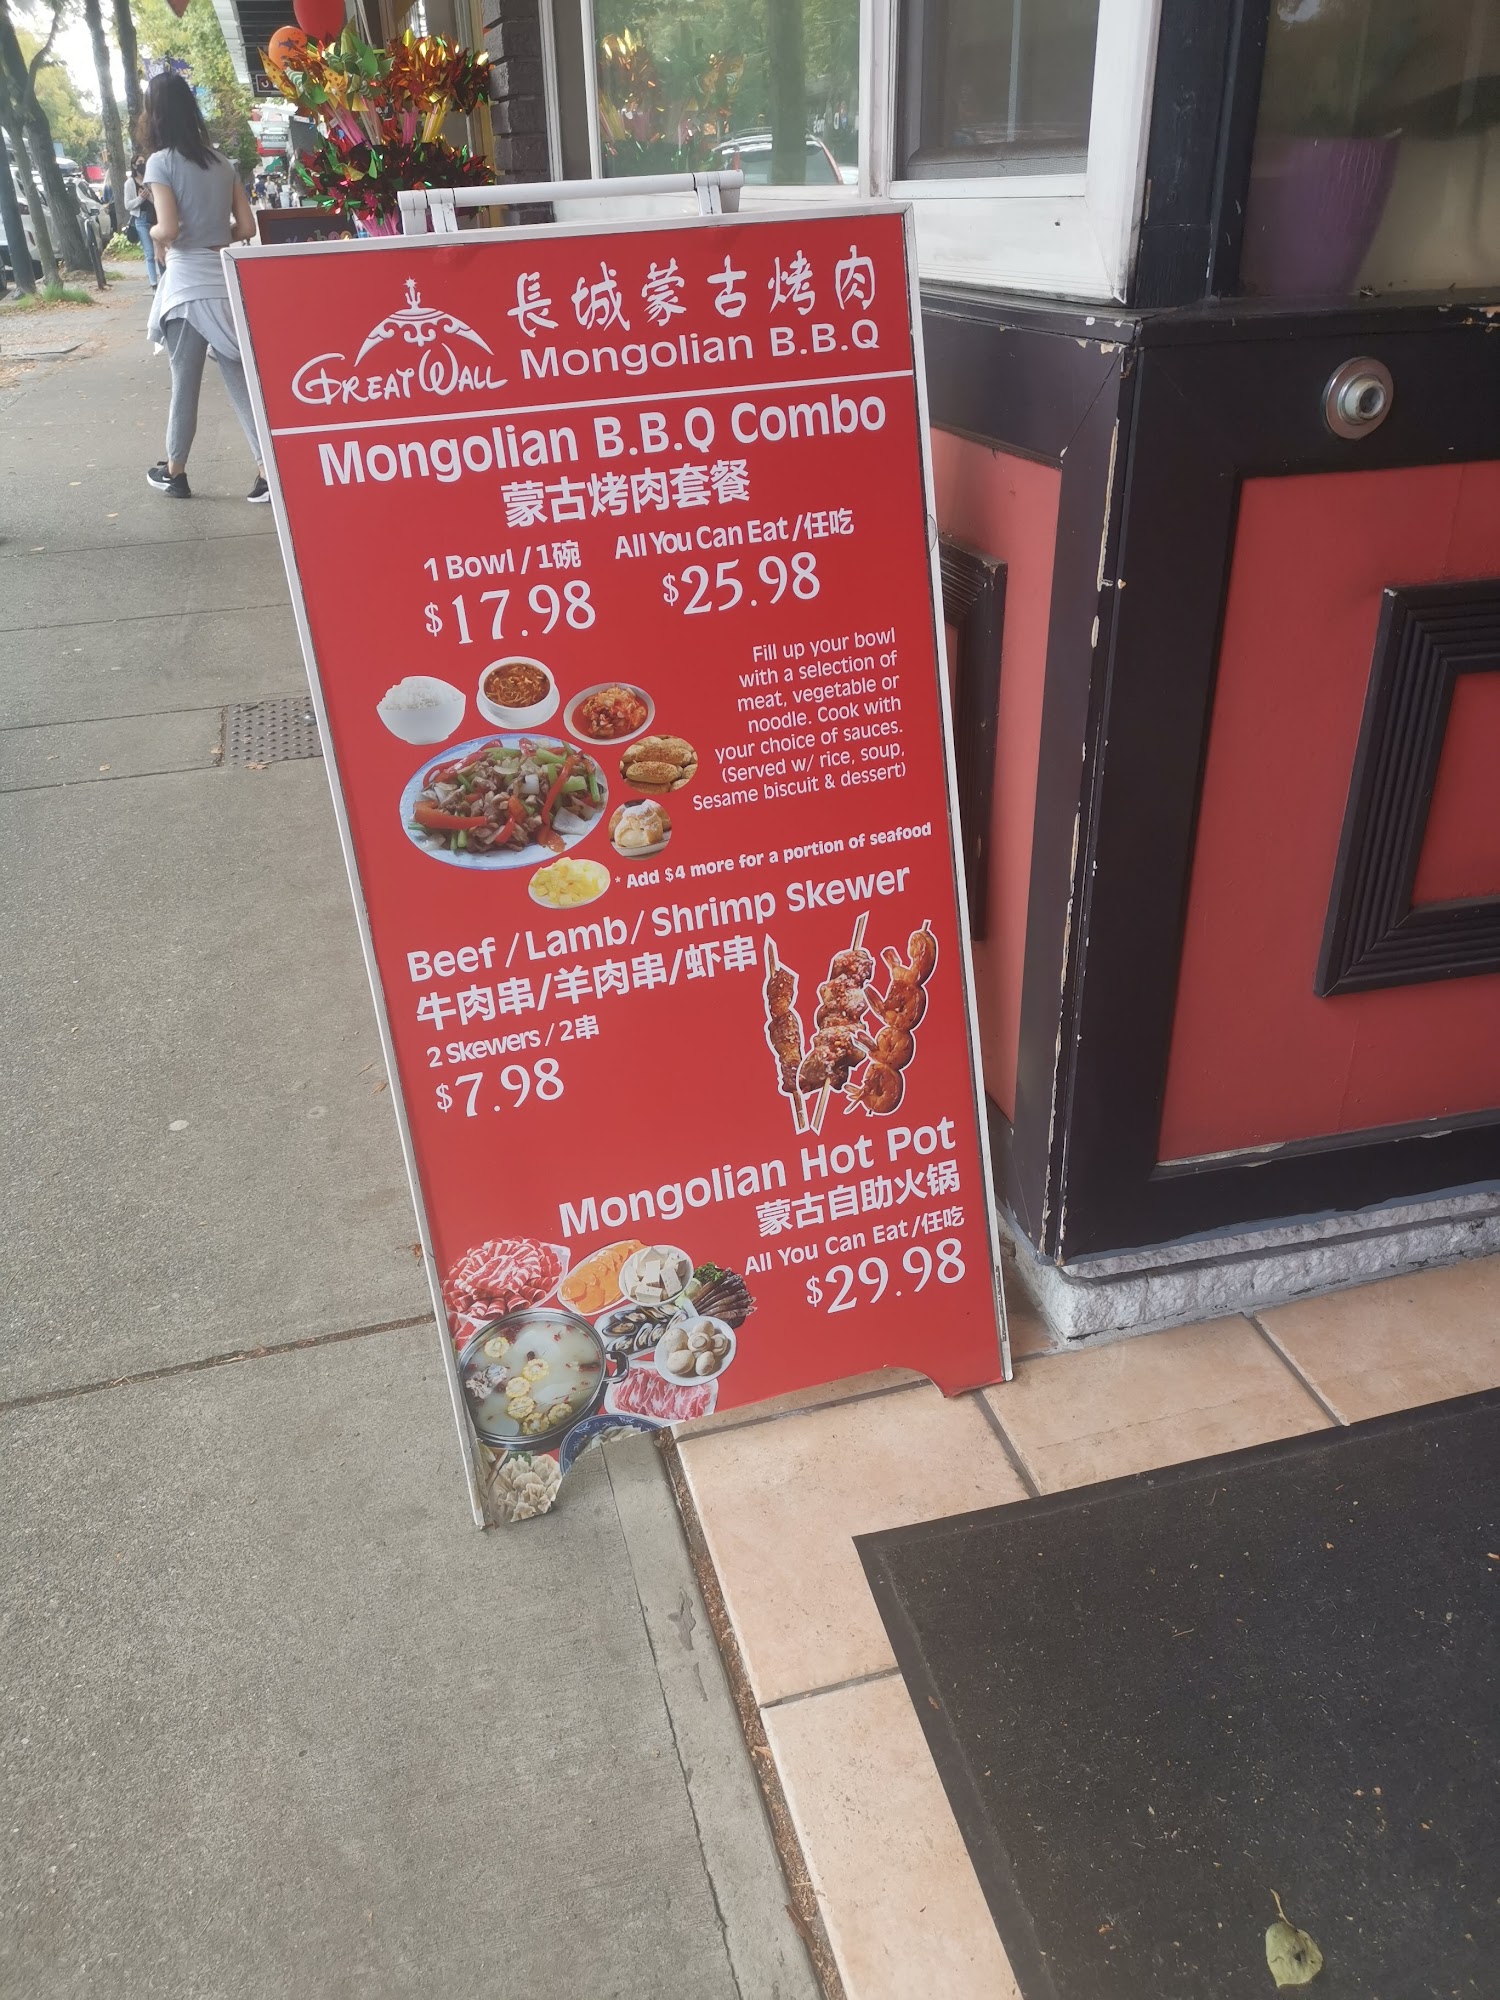 長城蒙古烤肉
GREAT WALL Mongolian B.B.Q
Mongolian B.B.Q Combo
蒙古烤肉套餐
1 Bowl / 1碗
$17.98
All You Can Eat / 任吃
$25.98
Fill up your bowl
with a selection of
meat, vegetable or
noodle. Cook with
your choice of sauces.
(Served w/ rice, soup,
Sesame biscuit & dessert)
* Add $4 more for a portion of seafood
Beef / Lamb / Shrimp Skewer
牛肉串/羊肉串/虾串
2 Skewers / 2串
$7.98
Mongolian Hot Pot
蒙古自助火锅
All You Can Eat / 任吃
$29.98